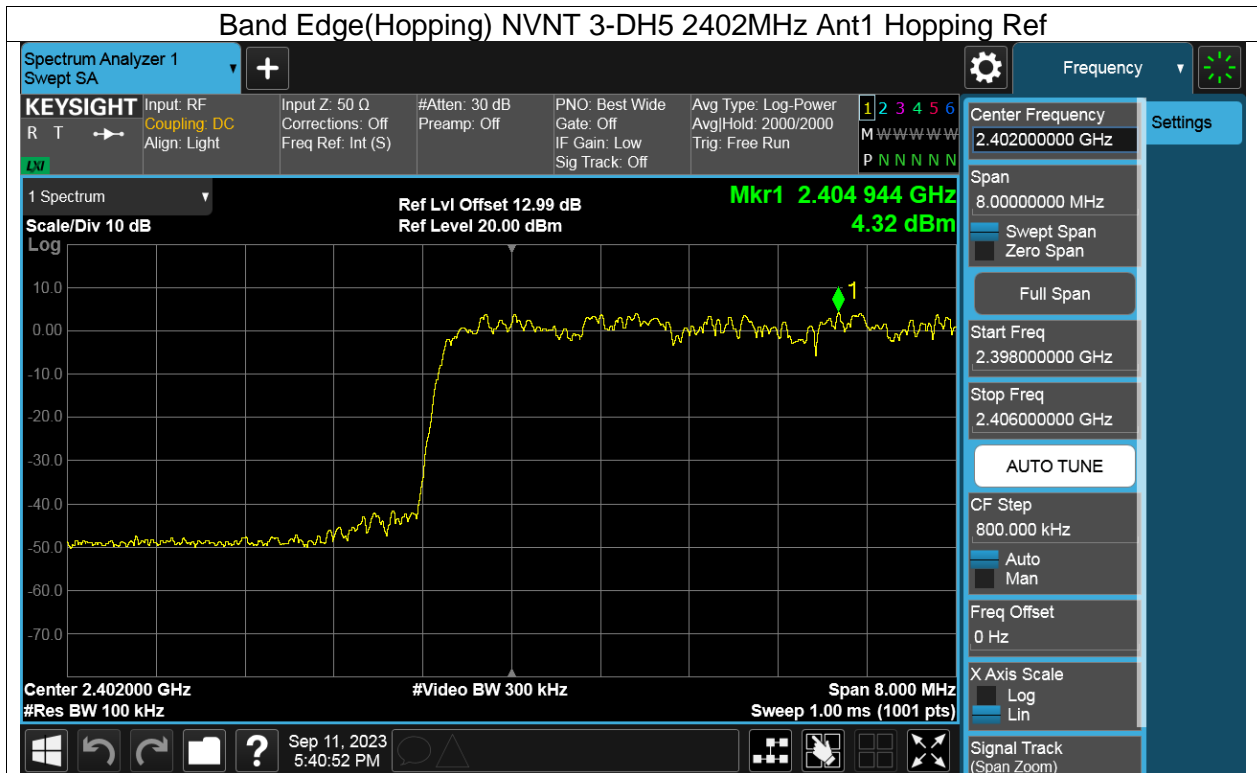 Band Edge(Hopping) NVNT 3-DH5 2402MHz Ant1 Hopping Ref
Spectrum Analyzer 1
Swept SA
+
Frequency
KEYSIGHT
R T
LXI
Input: RF
Coupling: DC
Align: Light
Input Z: 50 Ω
Corrections: Off
Freq Ref: Int (S)
#Atten: 30 dB
Preamp: Off
PNO: Best Wide
Gate: Off
IF Gain: Low
Sig Track: Off
Avg Type: Log-Power
Avg|Hold: 2000/2000
Trig: Free Run
1 2 3 4 5 6
M W W W W W
P N N N N N
1 Spectrum
Scale/Div 10 dB
Log
Ref Lvl Offset 12.99 dB
Ref Level 20.00 dBm
Mkr1 2.404 944 GHz
4.32 dBm
1
10.0
0.00
-10.0
-20.0
-30.0
-40.0
-50.0
-60.0
-70.0
Center 2.402000 GHz
#Res BW 100 kHz
#Video BW 300 kHz
Span 8.000 MHz
Sweep 1.00 ms (1001 pts)
Center Frequency
2.402000000 GHz
Span
8.00000000 MHz
Swept Span
Zero Span
Full Span
Start Freq
2.398000000 GHz
Stop Freq
2.406000000 GHz
AUTO TUNE
CF Step
800.000 kHz
Auto
Man
Freq Offset
0 Hz
X Axis Scale
Log
Lin
Signal Track
(Span Zoom)
Settings
?
Sep 11, 2023
5:40:52 PM